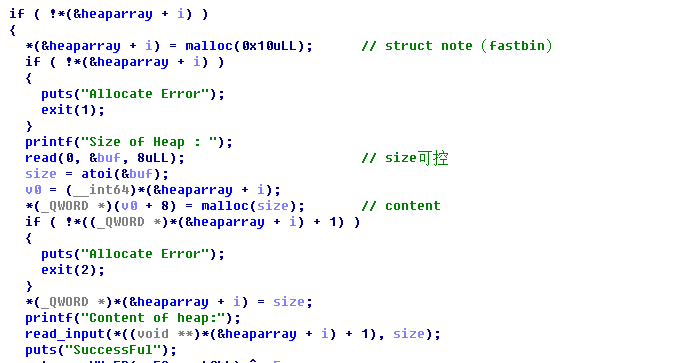 if ( !*(&heaparray + i) )
{
*(&heaparray + i) = malloc(0x10uLL); // struct note (fastbin)
if ( !*(&heaparray + i) )
{
puts("Allocate Error");
exit(1);
}
printf("Size of Heap : ");
read(0, &buf, 8uLL); // size可控
size = atoi(&buf);
v0 = (__int64)*(&heaparray + i);
*(_QWORD *)(v0 + 8) = malloc(size); // content
if ( !*((_QWORD *)*(&heaparray + i) + 1) )
{
puts("Allocate Error");
exit(2);
}
*(_QWORD *)*(&heaparray + i) = size;
printf("Content of heap:");
read_input(*((void **)*(&heaparray + i) + 1), size);
puts("SuccessFul");